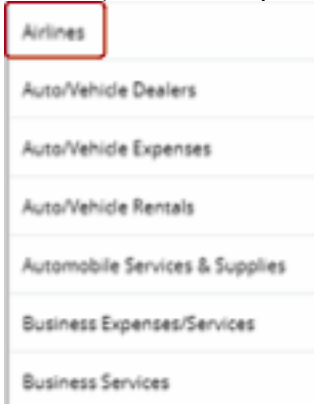 Airlines
Auto/Vehicle Dealers
Auto/Vehicle Expenses
Auto/Vehicle Rentals
Automobile Services & Supplies
Business Expenses/Services
Business Services